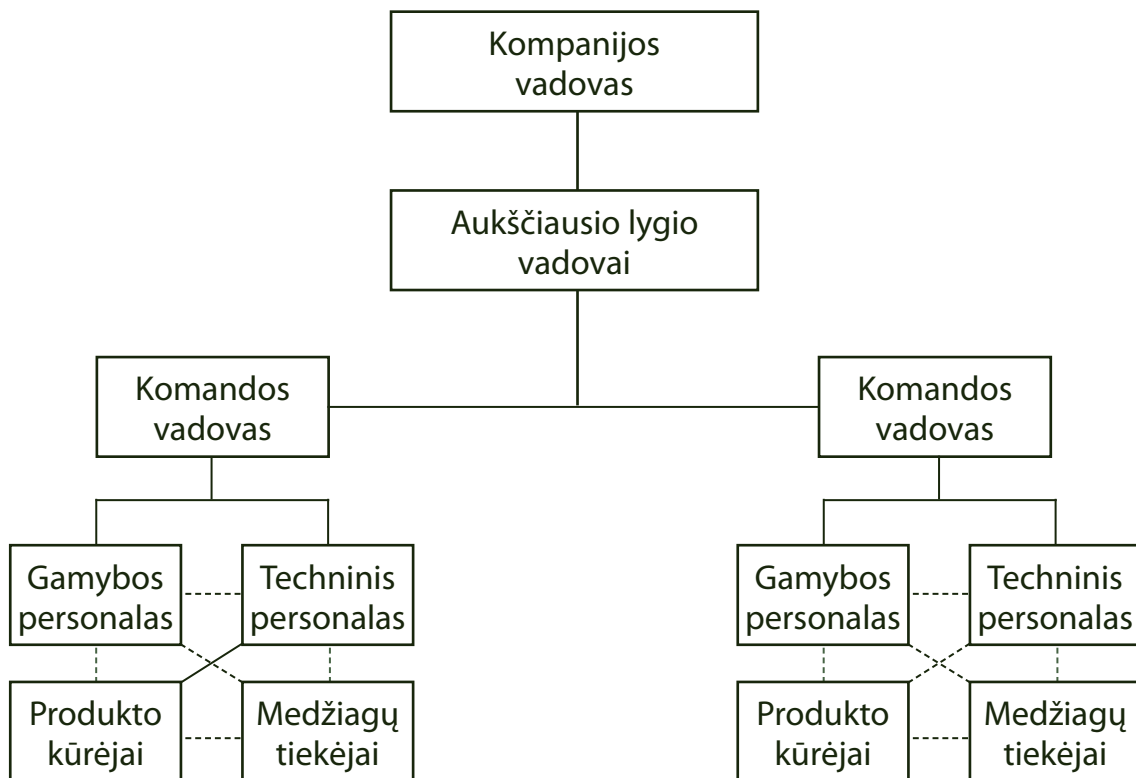 Kompanijos
vadovas
Aukščiausio lygio
vadovai
Komandos
vadovas
Komandos
vadovas
Gamybos
personalas
Techninis
personalas
Gamybos
personalas
Techninis
personalas
Produkto
kūrėjai
Medžiagų
tiekėjai
Produkto
kūrėjai
Medžiagų
tiekėjai